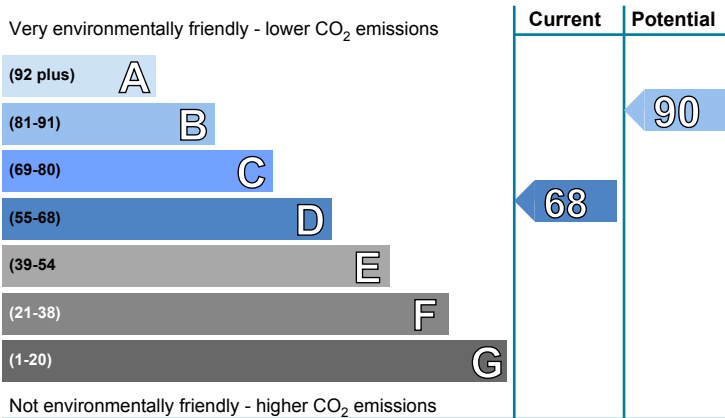 Very environmentally friendly - lower CO2 emissions
Current
Potential
(92 plus) A
(81-91) B
90
(69-80) C
68
(55-68) D
(39-54 E
(21-38) F
(1-20) G
Not environmentally friendly - higher CO2 emissions